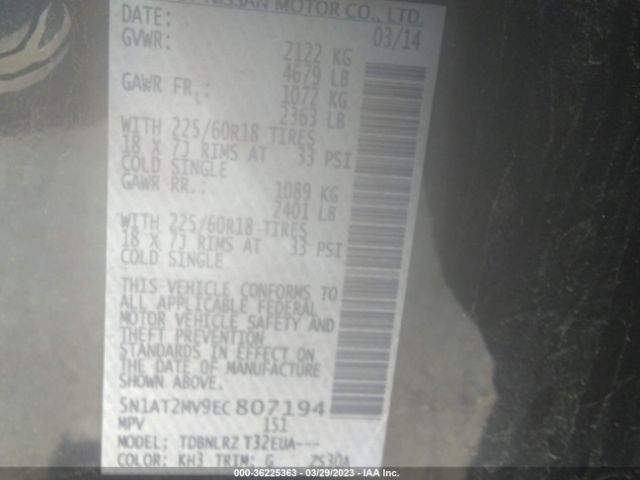 NISSAN MOTOR CO., LTD.
DATE: 03/14
GVWR: 2122 KG
4679 LB
GAWR FR.: 1072 KG
2363 LB
WITH 225/60R18 TIRES
18 X 7J RIMS AT 33 PSI
COLD SINGLE
GAWR RR.: 1089 KG
2401 LB
WITH 225/60R18 TIRES
18 X 7J RIMS AT 33 PSI
COLD SINGLE
THIS VEHICLE CONFORMS TO
ALL APPLICABLE FEDERAL
MOTOR VEHICLE SAFETY AND
THEFT PREVENTION
STANDARDS IN EFFECT ON
THE DATE OF MANUFACTURE
SHOWN ABOVE.
5N1AT2MV9EC807194
MPV 151
MODEL: TDBNLRZ T32EUA---
COLOR: KH3 TRIM: G ZS30A
000-36225363 - 03/29/2023 - IAA Inc.